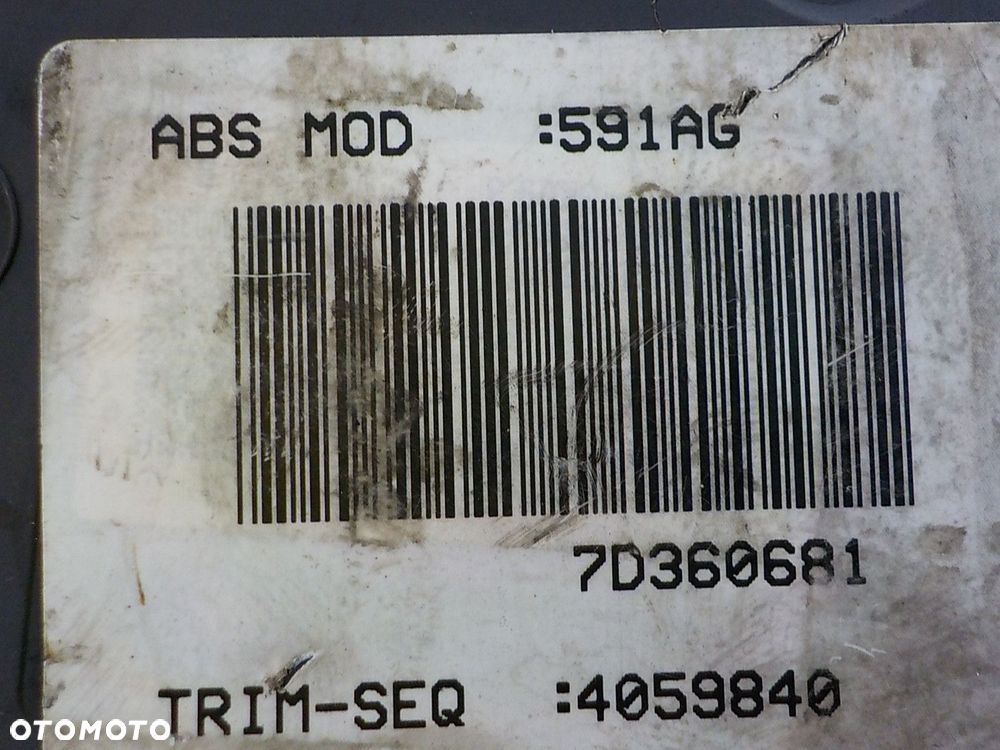 ABS MOD :591AG
7D360681
TRIM-SEQ :4059840
OTOMOTO